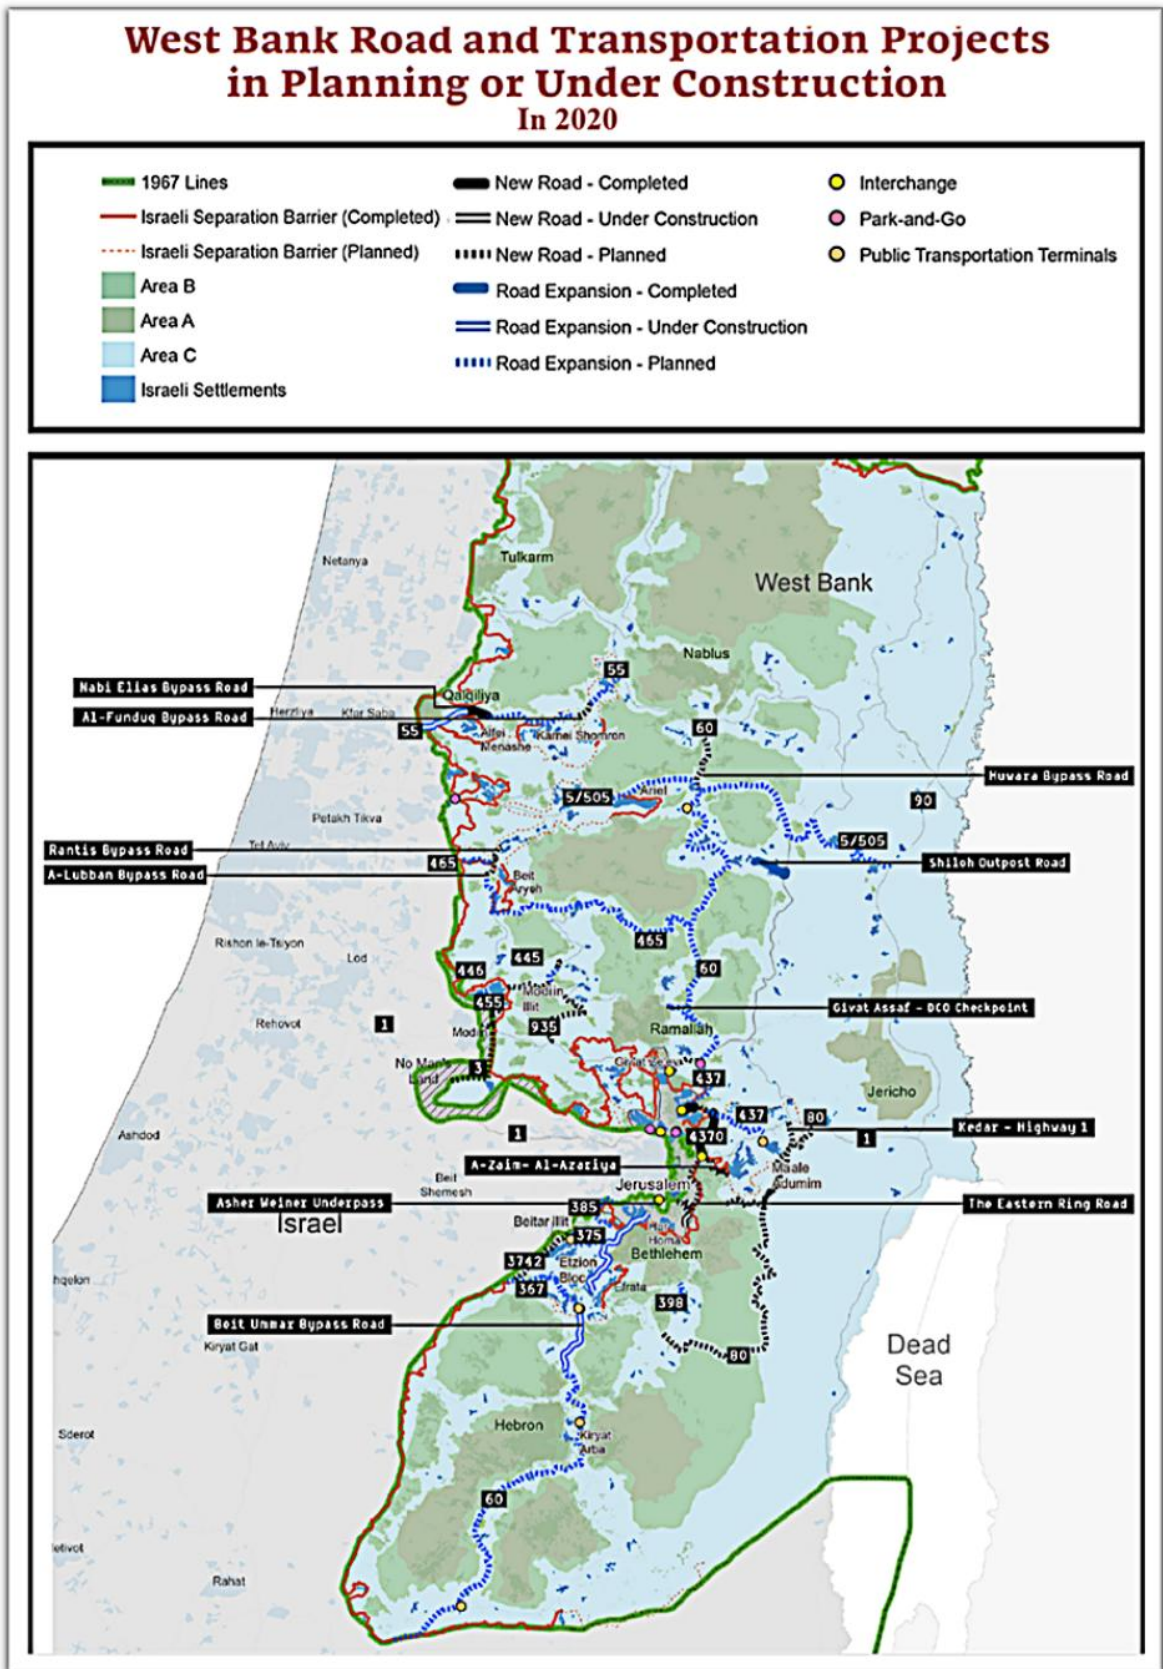 West Bank Road and Transportation Projects
in Planning or Under Construction
In 2020
1967 Lines
Israeli Separation Barrier (Completed)
Israeli Separation Barrier (Planned)
Area B
Area A
Area C
Israeli Settlements
New Road - Completed
New Road - Under Construction
New Road - Planned
Road Expansion - Completed
Road Expansion - Under Construction
Road Expansion - Planned
Interchange
Park-and-Go
Public Transportation Terminals
Netanya
Tulkarm
West Bank
Nablus
55
Nabi Elias Bypass Road
Qalqiliya
Al-Funduq Bypass Road
Herzliya
Kfar Saba
55
Alfei
Menashe
Karnei Shomron
60
Huwara Bypass Road
5/505
Ariel
90
Petakh Tikva
Tel Aviv
5/505
Rantis Bypass Road
465
Shiloh Outpost Road
A-Lubban Bypass Road
Beit
Aryeh
465
Rishon le-Tsiyon
Lod
445
446
60
455
Modiin
Illit
Givat Assaf - DCO Checkpoint
Rehovot
1
935
Modiin
Ramallah
No Man's
Land
3
Givat Ze'ev
437
Jericho
437
80
Ashdod
1
4370
1
Kedar - Highway 1
A-Zaim- Al-Azariya
Maale
Adumim
Beit
Shemesh
Jerusalem
Asher Weiner Underpass
385
The Eastern Ring Road
Israel
Beitar Illit
375
Har
Homa
Bethlehem
3742
Etzion
Bloc
367
Efrata
398
hqelon
Beit Ummar Bypass Road
Kiryat Gat
80
Dead
Sea
Sderot
Hebron
Kiryat
Arba
60
etivot
Rahat